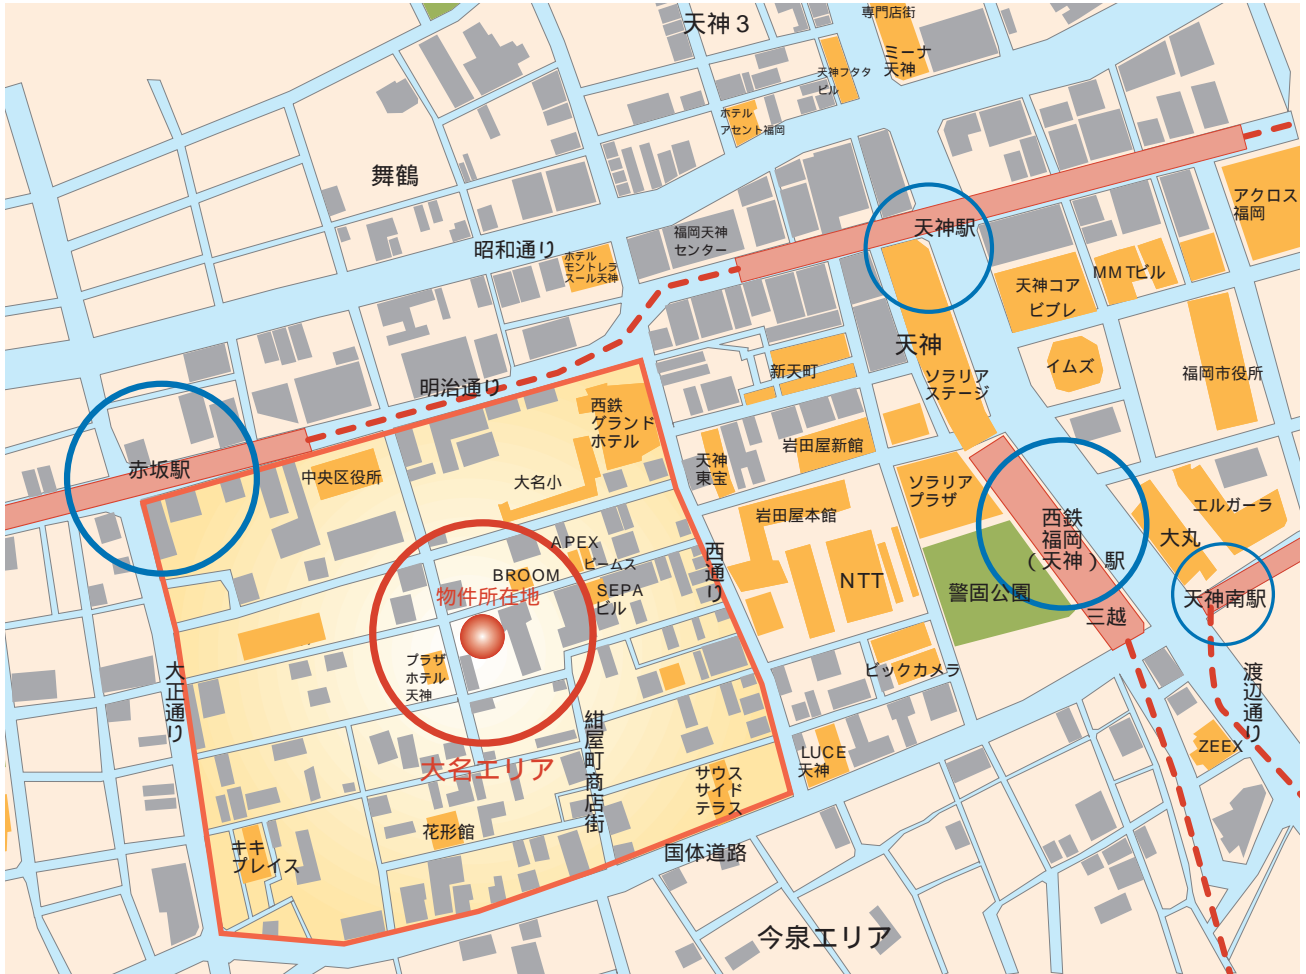 専門店街
天神3
ミーナ
天神
天神フタタ
ビル
ホテル
アセント福岡
舞鶴
アクロス
福岡
天神駅
福岡天神
センター
昭和通り
ホテル
モントレラ
スール天神
MMTビル
天神コア
ビブレ
天神
イムズ
新天町
ソラリア
ステージ
福岡市役所
明治通り
西鉄
グランド
ホテル
岩田屋新館
天神
東宝
赤坂駅
中央区役所
大名小
ソラリア
プラザ
岩田屋本館
エルガーラ
西鉄
福岡
(天神)駅
大丸
APEX
ビームス
西通り
BROOM
SEPA
ビル
NTT
警固公園
物件所在地
天神南駅
三越
プラザ
ホテル
天神
ビックカメラ
大正通り
渡辺通り
紺屋町商店街
ZEEX
LUCE
天神
大名エリア
サウス
サイド
テラス
花形館
キキ
プレイス
国体道路
今泉エリア